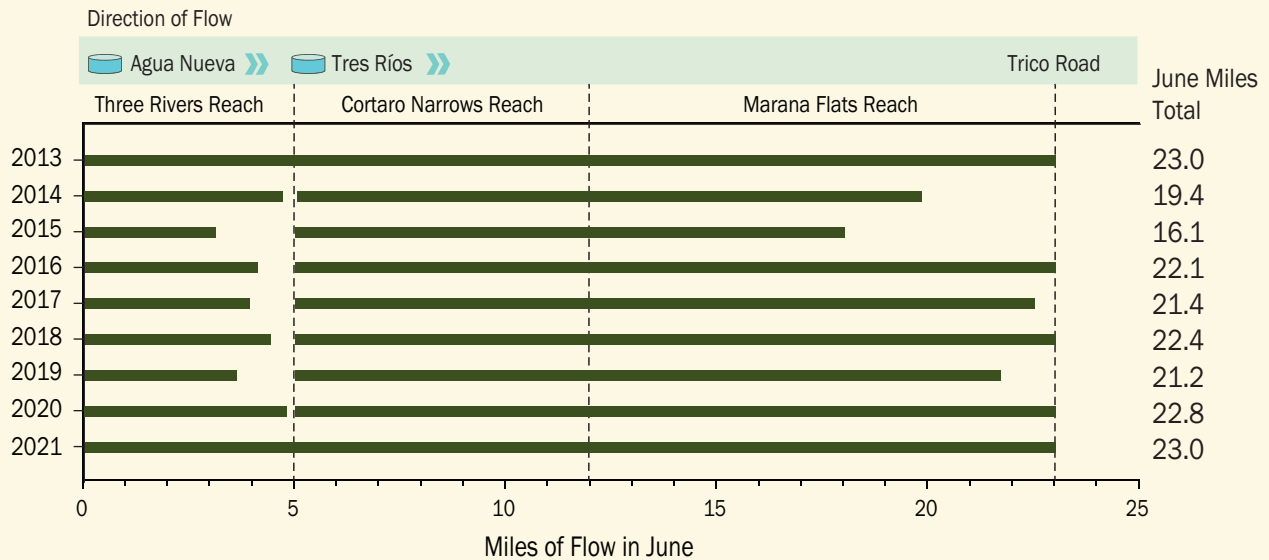 Direction of Flow
Agua Nueva Tres Ríos Trico Road
June Miles
Total
Three Rivers Reach Cortaro Narrows Reach Marana Flats Reach
2013 23.0
2014 19.4
2015 16.1
2016 22.1
2017 21.4
2018 22.4
2019 21.2
2020 22.8
2021 23.0
0 5 10 15 20 25
Miles of Flow in June